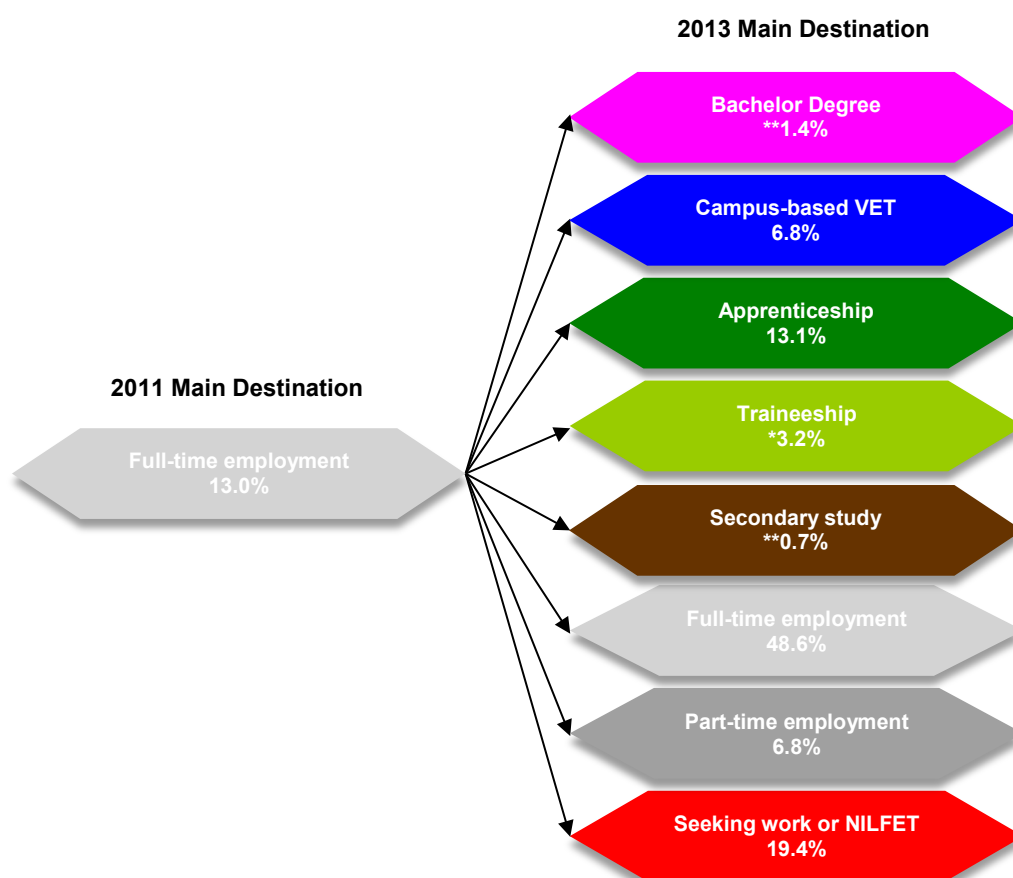 2013 Main Destination
Bachelor Degree
**1.4%
Campus-based VET
6.8%
Apprenticeship
13.1%
2011 Main Destination
Full-time employment
13.0%
Traineeship
*3.2%
Secondary study
**0.7%
Full-time employment
48.6%
Part-time employment
6.8%
Seeking work or NILFET
19.4%